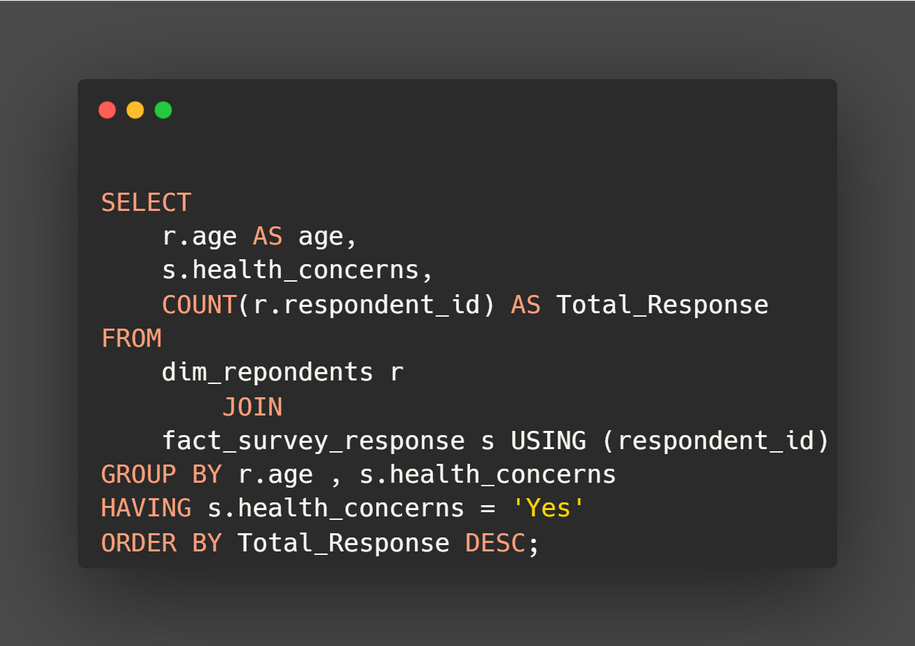 SELECT
    r.age AS age,
    s.health_concerns,
    COUNT(r.respondent_id) AS Total_Response
FROM
    dim_repondents r
        JOIN
    fact_survey_response s USING (respondent_id)
GROUP BY r.age , s.health_concerns
HAVING s.health_concerns = 'Yes'
ORDER BY Total_Response DESC;